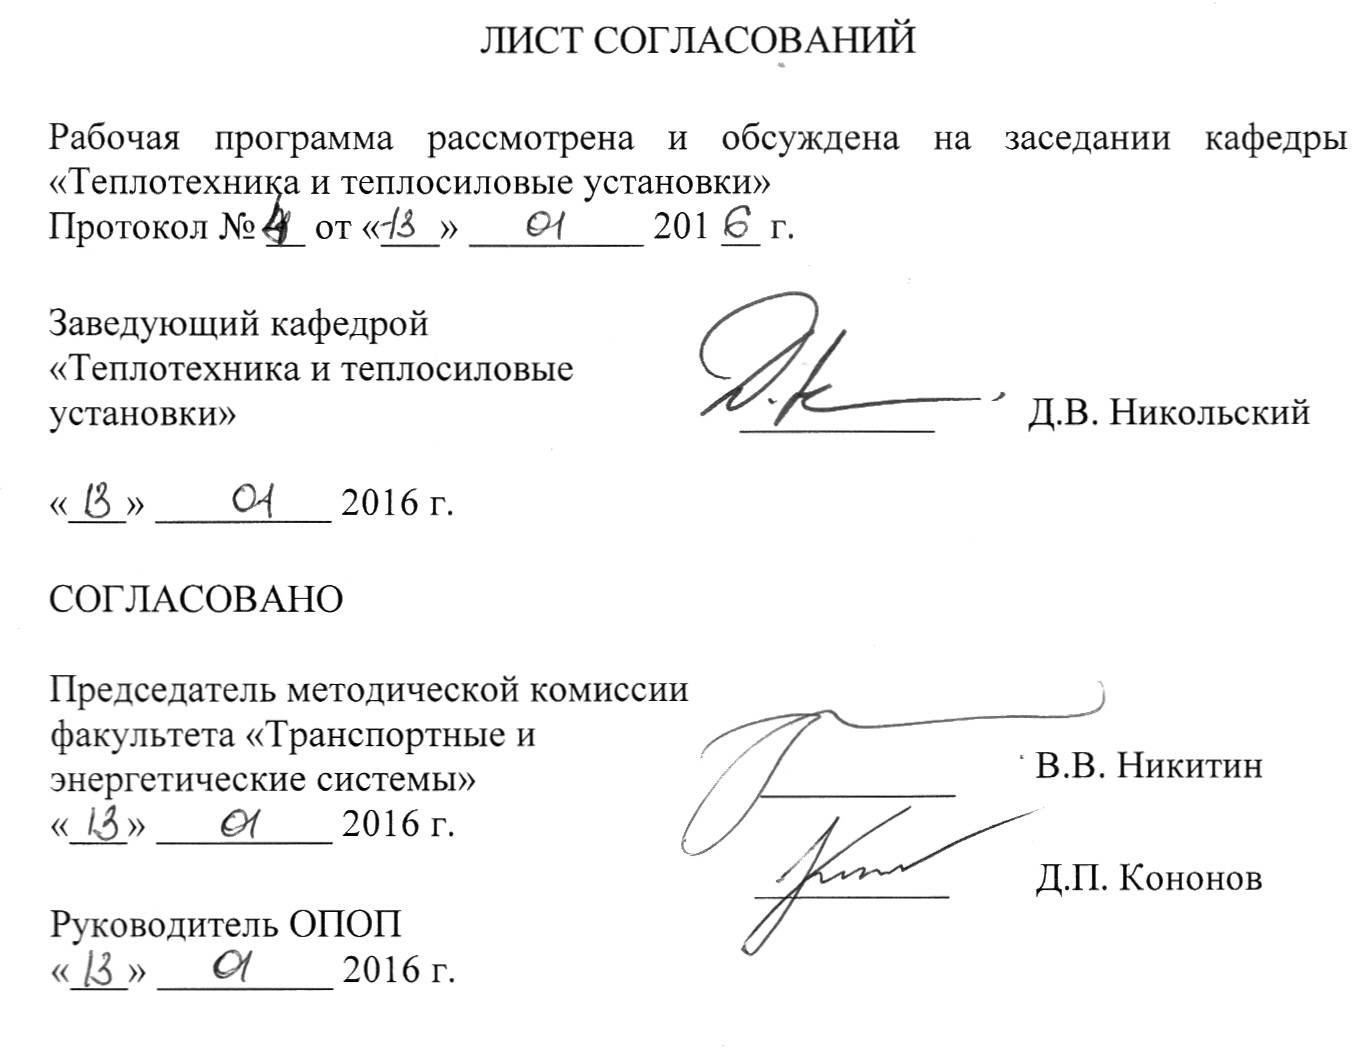 ЛИСТ СОГЛАСОВАНИЙ
Рабочая программа рассмотрена и обсуждена на заседании кафедры
«Теплотехника и теплосиловые установки»
Протокол № от «13» 01 2016 г.
Заведующий кафедрой
«Теплотехника и теплосиловые
установки»
Д.В. Никольский
«13» 01 2016 г.
СОГЛАСОВАНО
Председатель методической комиссии
факультета «Транспортные и
энергетические системы»
В.В. Никитин
«13» 01 2016 г.
Д.П. Кононов
Руководитель ОПОП
«13» 01 2016 г.